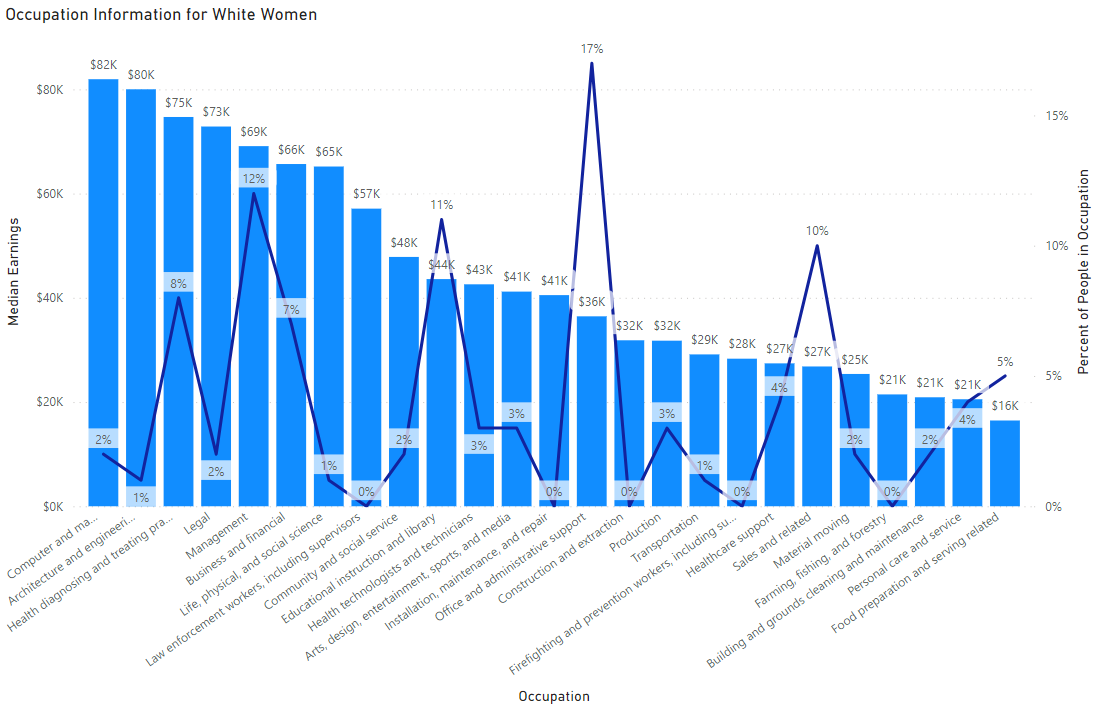 Occupation Information for White Women
17%
$82K
$80K
$80K
$75K
$73K
15%
$69K
$66K
$65K
12%
$60K
$57K
11%
10%
$48K
10%
$44K
$43K
8%
$41K
$41K
$40K
7%
$36K
$32K
$32K
$29K
$28K
$27K
$27K
$25K
5%
5%
4%
$21K
$21K
$21K
$20K
$16K
3%
3%
4%
2%
2%
3%
2%
2%
2%
1%
1%
1%
0%
0%
0%
0%
0%
$0K
0%
Median Earnings
Percent of People in Occupation
Computer and ma...
Architecture and engineeri...
Health diagnosing and treating pra...
Legal
Management
Business and financial
Life, physical, and social science
Law enforcement workers, including supervisors
Community and social service
Educational instruction and library
Health technologists and technicians
Arts, design, entertainment, sports, and media
Installation, maintenance, and repair
Office and administrative support
Construction and extraction
Production
Transportation
Firefighting and prevention workers, including su...
Healthcare support
Sales and related
Material moving
Farming, fishing, and forestry
Building and grounds cleaning and maintenance
Personal care and service
Food preparation and serving related
Occupation